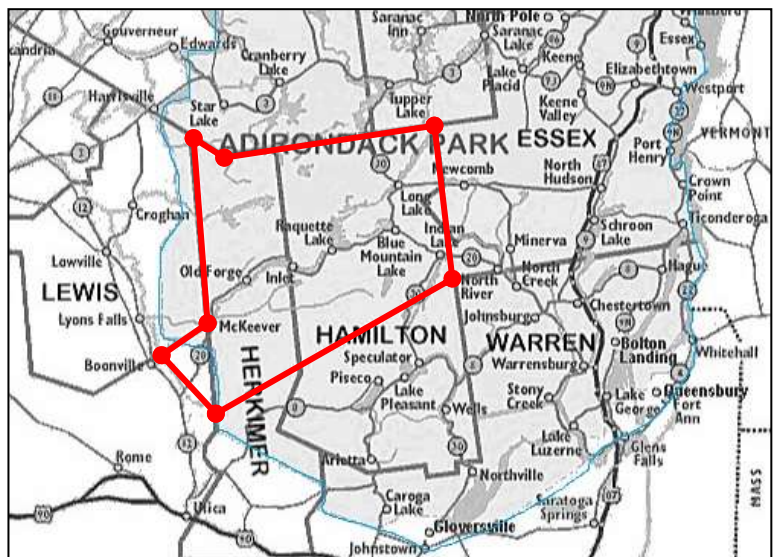 Saranac Inn
North Pole
Saranac Lake
Essex
Gouverneur
Edwards
Cranberry Lake
Keene
Lake Placid
Elizabethtown
Westport
Harrisville
Star Lake
Tupper Lake
Keene Valley
ADIRONDACK PARK
ESSEX
VERMONT
Port Henry
North Hudson
Newcomb
Crown Point
Croghan
Long Lake
Raquette Lake
Indian Lake
Ticonderoga
Schroon Lake
Minerva
Blue Mountain Lake
Lowville
Old Forge
Inlet
Hague
LEWIS
North River
North Creek
Chestertown
Lyons Falls
McKeever
Johnsburg
HAMILTON
WARREN
Bolton Landing
Whitehall
Boonville
Speculator
Warrensburg
HERKIMER
Piseco
Lake Pleasant
Stony Creek
Lake George
Queensbury
Fort Ann
Wells
Lake Luzerne
Glens Falls
Rome
Arietta
Northville
MASS
Utica
Caroga Lake
Saratoga Springs
Gloversville
Johnstown